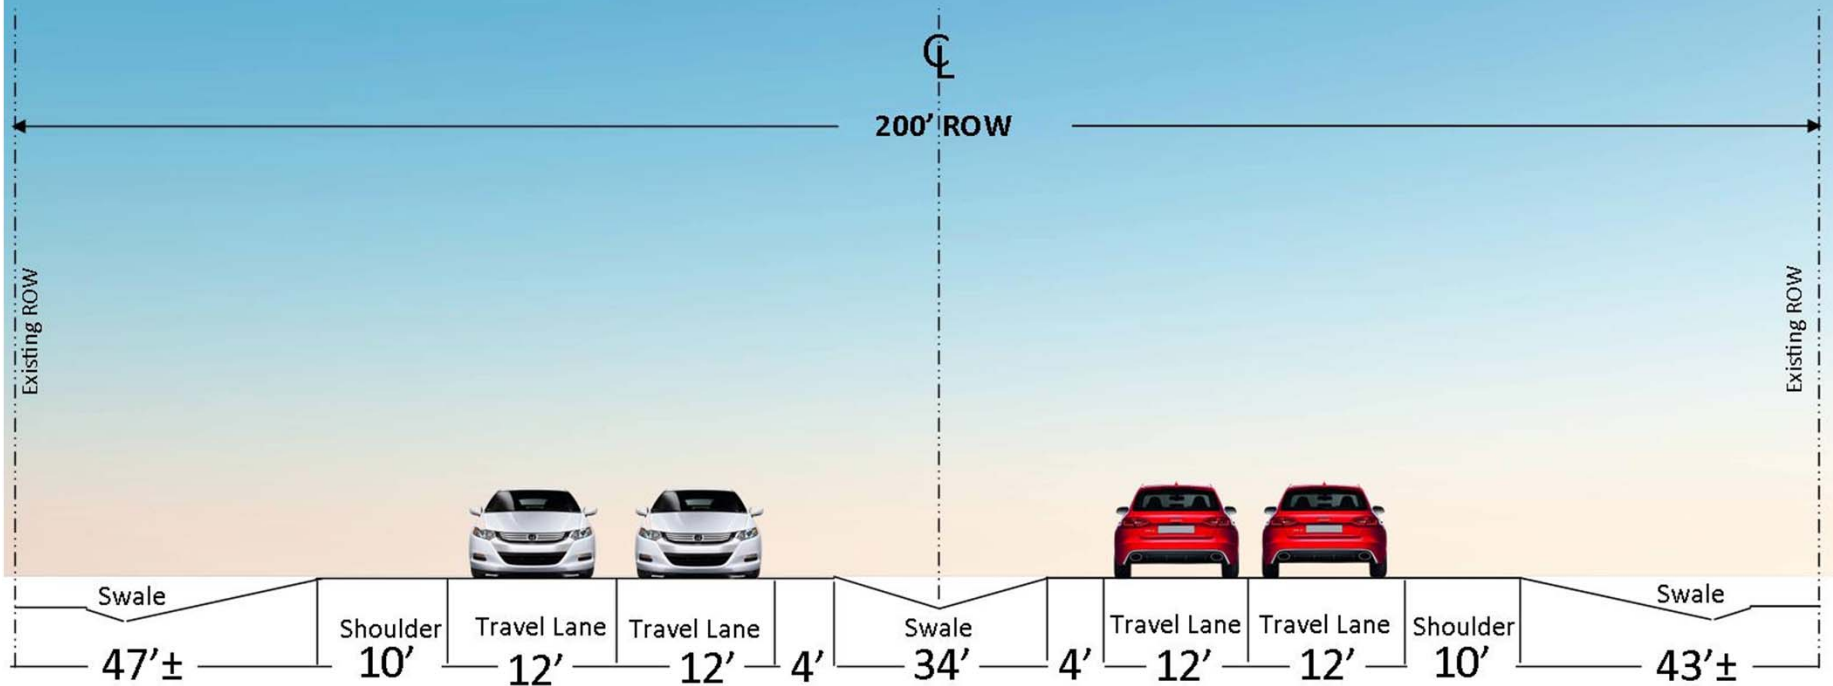 ℄
200' ROW
Existing ROW
Existing ROW
Swale
Shoulder
Travel Lane
Travel Lane
Swale
Travel Lane
Travel Lane
Shoulder
Swale
47'±
10'
12'
12'
4'
34'
4'
12'
12'
10'
43'±